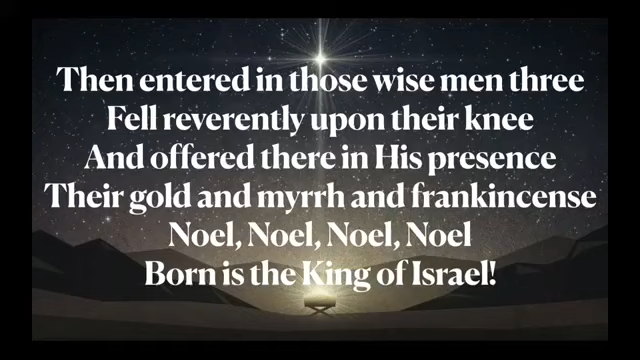 Then entered in those wise men three
Fell reverently upon their knee
And offered there in His presence
Their gold and myrrh and frankincense
Noel, Noel, Noel, Noel
Born is the King of Israel!